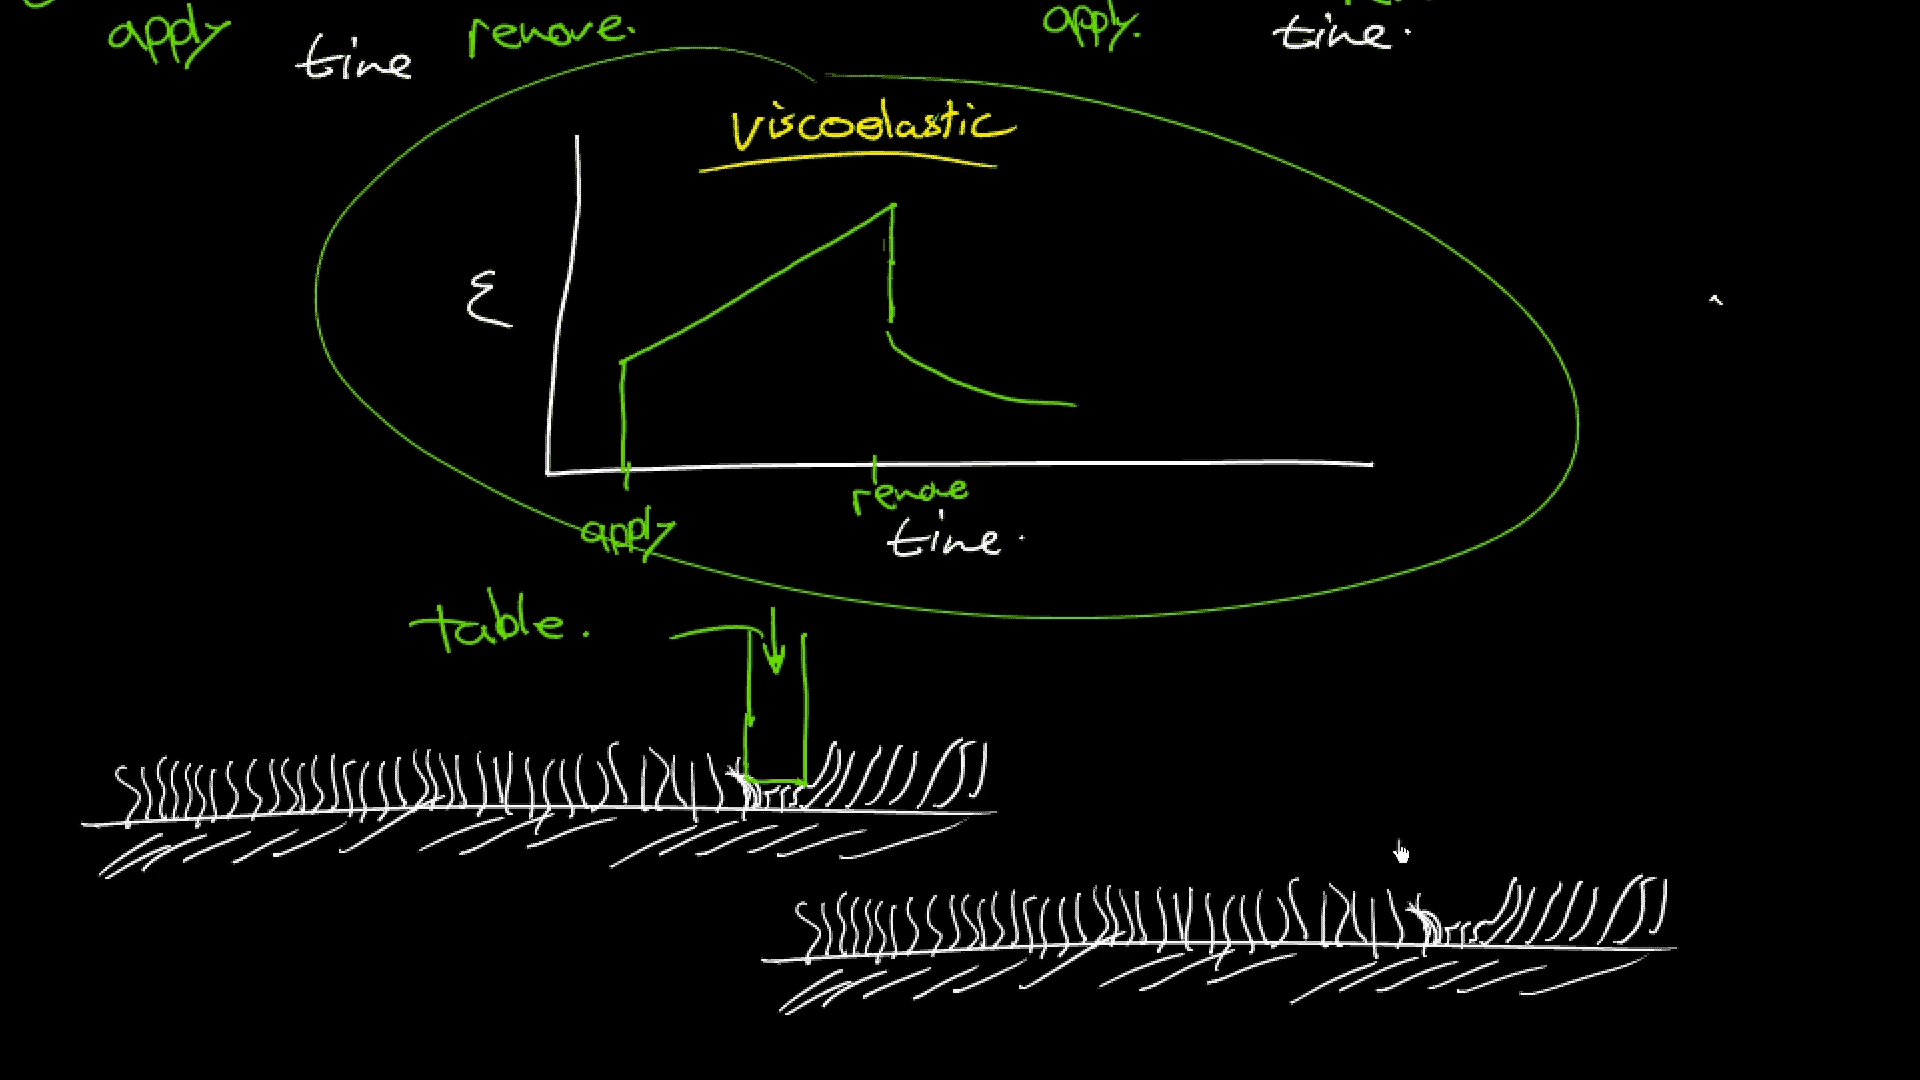 apply time remove. apply. time.
viscoelastic
ε
remove
apply
time.
table.